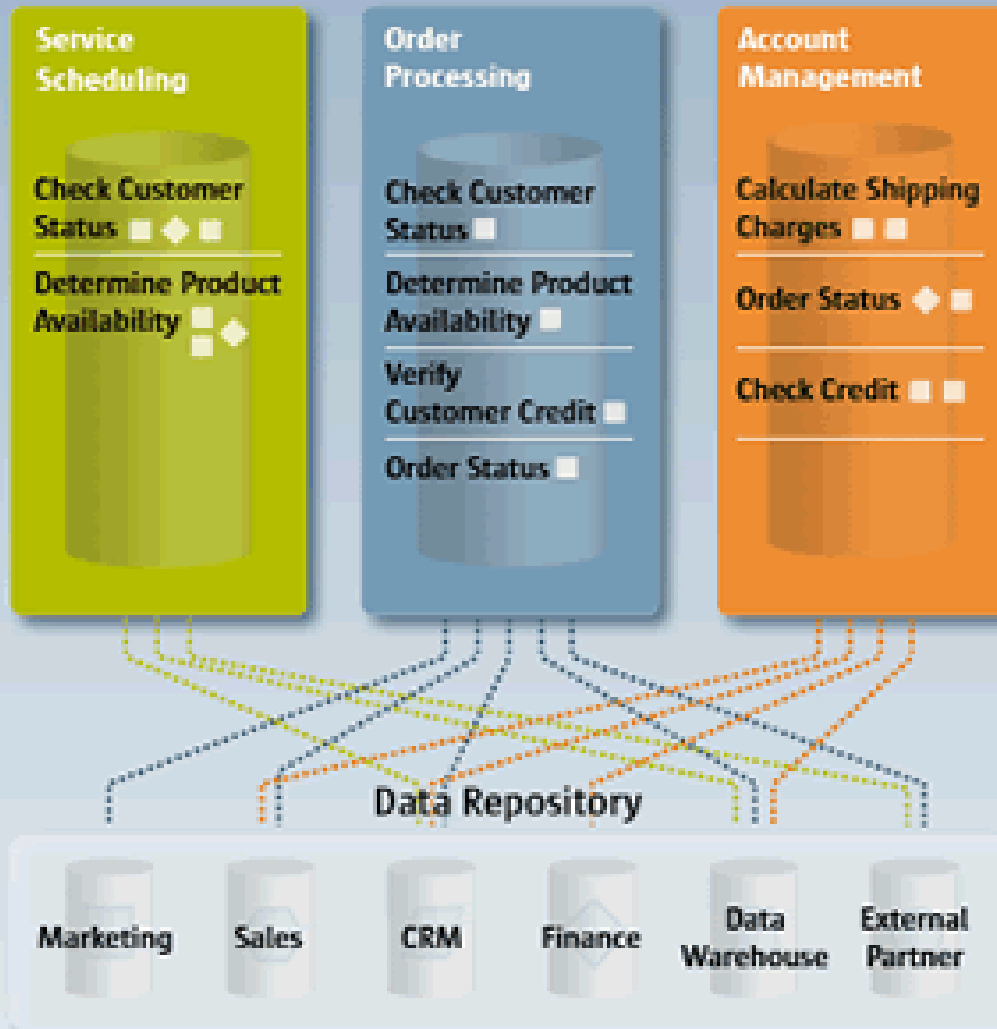 Service
Scheduling
Check Customer
Status
Determine Product
Availability
Order
Processing
Check Customer
Status
Determine Product
Availability
Verify
Customer Credit
Order Status
Account
Management
Calculate Shipping
Charges
Order Status
Check Credit
Data Repository
Marketing
Sales
CRM
Finance
Data
Warehouse
External
Partner